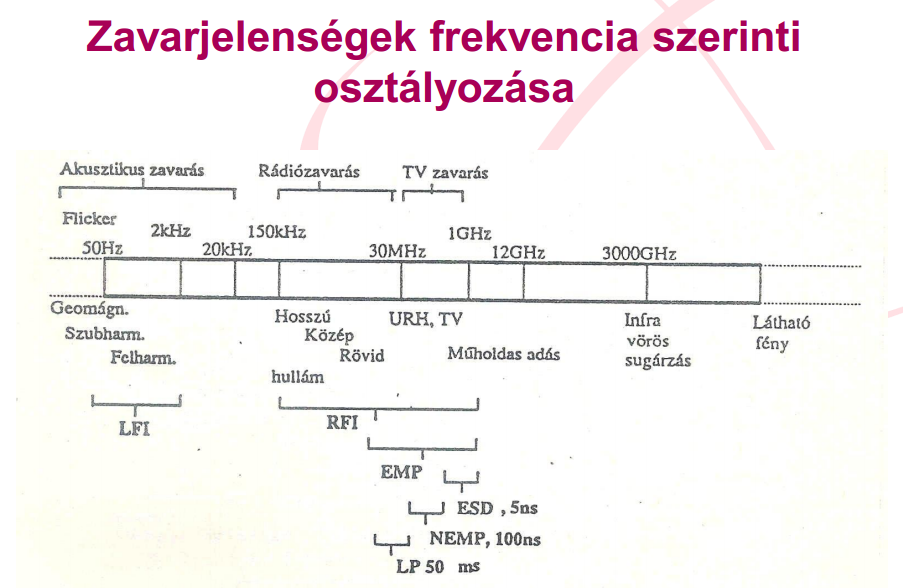 Zavarjelenségek frekvencia szerinti
osztályozása
Akusztikus zavarás
Rádiózavarás
TV zavarás
Flicker
2kHz
150kHz
1GHz
50Hz
20kHz
30MHz
12GHz
3000GHz
Geomágn.
Szubharm.
Felharm.
Hosszú
Közép
Rövid
hullám
URH, TV
Műholdas adás
Infra
vörös
sugárzás
Látható
fény
LFI
RFI
EMP
ESD , 5ns
NEMP, 100ns
LP 50 ms